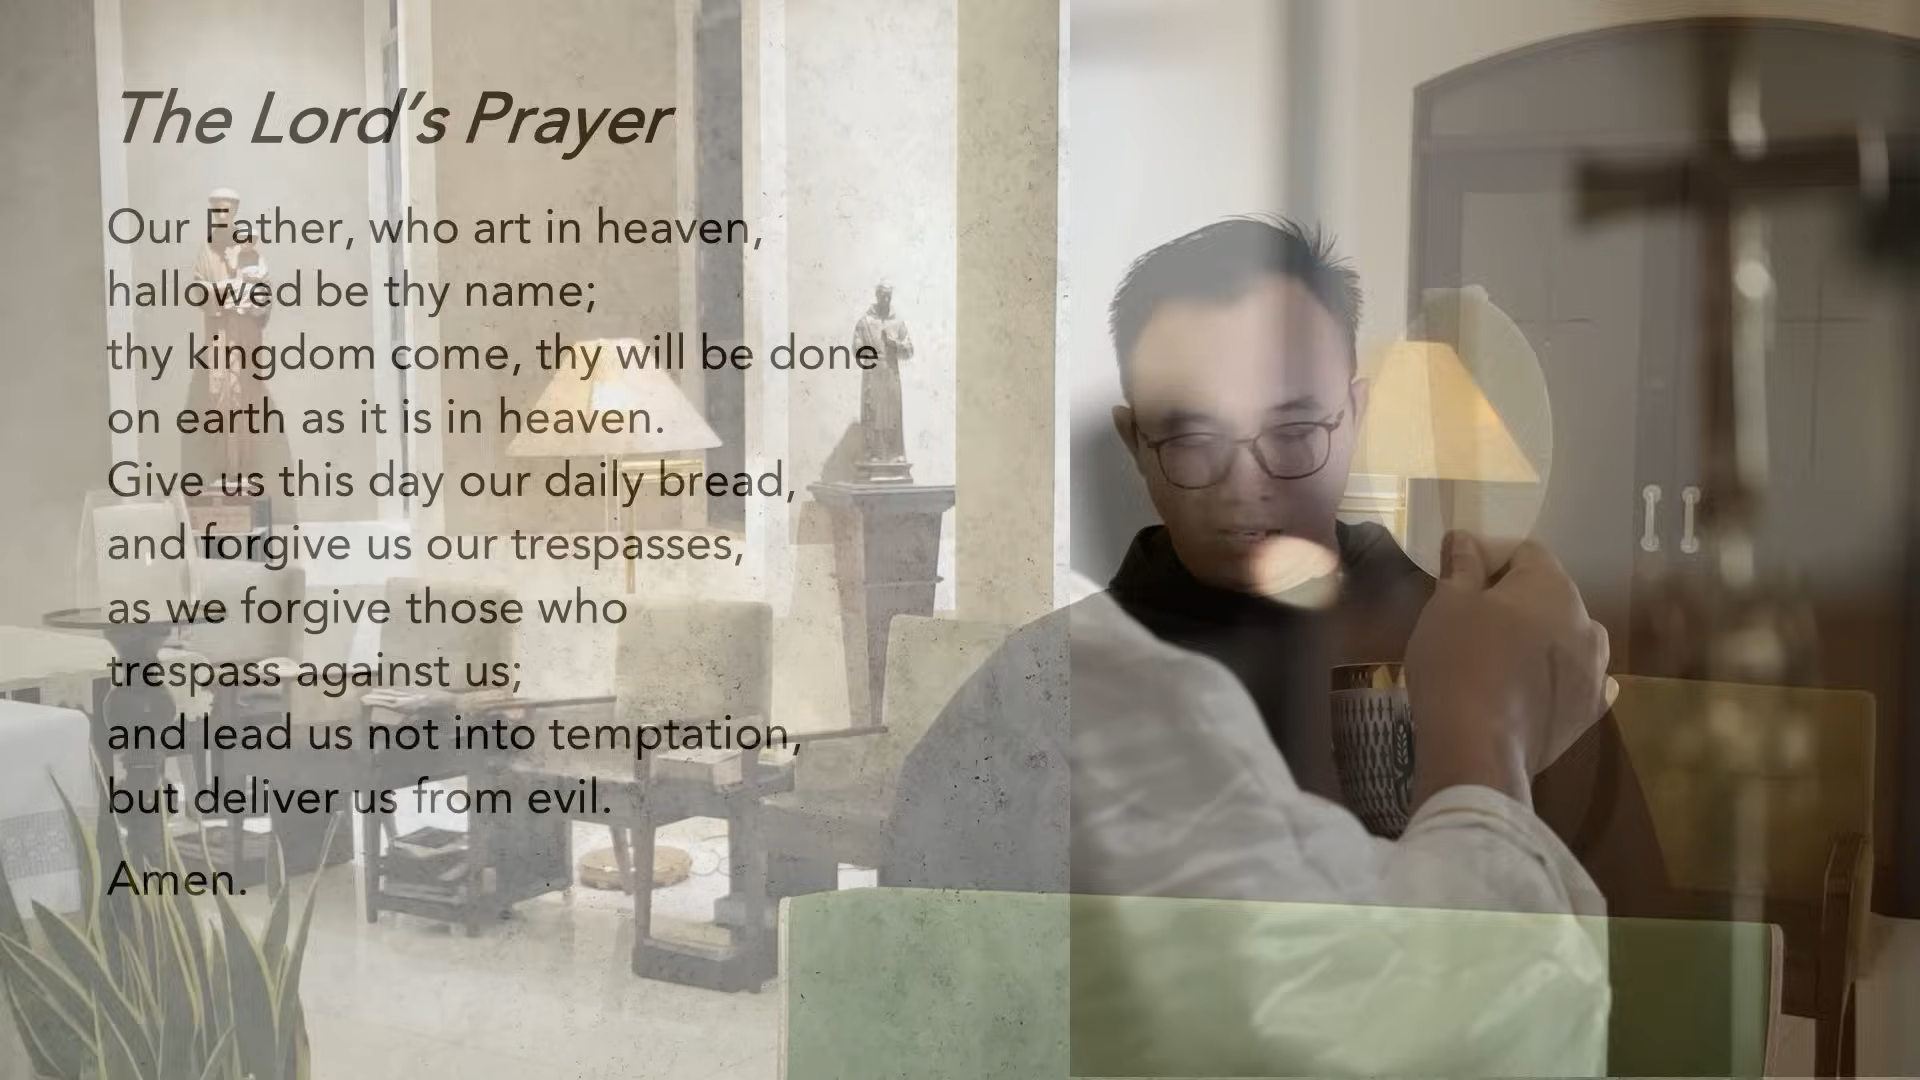 The Lord’s Prayer
Our Father, who art in heaven,
hallowed be thy name;
thy kingdom come, thy will be done
on earth as it is in heaven.
Give us this day our daily bread,
and forgive us our trespasses,
as we forgive those who
trespass against us;
and lead us not into temptation,
but deliver us from evil.
Amen.